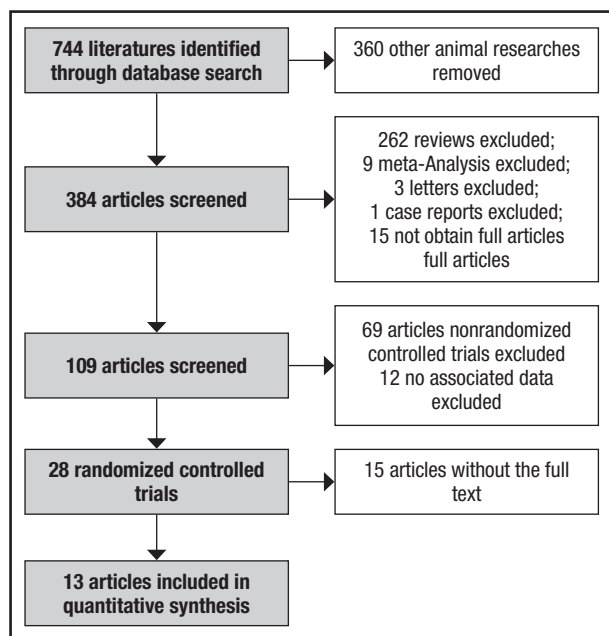 744 literatures identified
through database search
360 other animal researches
removed
384 articles screened
262 reviews excluded;
9 meta-Analysis excluded;
3 letters excluded;
1 case reports excluded;
15 not obtain full articles
full articles
109 articles screened
69 articles nonrandomized
controlled trials excluded
12 no associated data
excluded
28 randomized controlled
trials
15 articles without the full
text
13 articles included in
quantitative synthesis